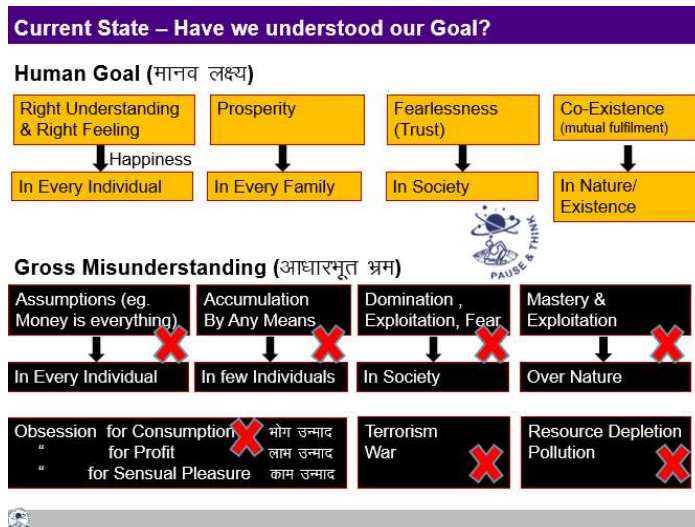 Current State – Have we understood our Goal?
Human Goal (मानव लक्ष्य)
Right Understanding
& Right Feeling
Happiness
In Every Individual
Prosperity
In Every Family
Fearlessness
(Trust)
In Society
Co-Existence
(mutual fulfilment)
In Nature/
Existence
PAUSE & THINK
Gross Misunderstanding (आधारभूत भ्रम)
Assumptions (eg.
Money is everything)
In Every Individual
Accumulation
By Any Means
In few Individuals
Domination ,
Exploitation, Fear
In Society
Mastery &
Exploitation
Over Nature
Obsession for Consumption भोग उन्माद
“ for Profit लाभ उन्माद
“ for Sensual Pleasure काम उन्माद
Terrorism
War
Resource Depletion
Pollution